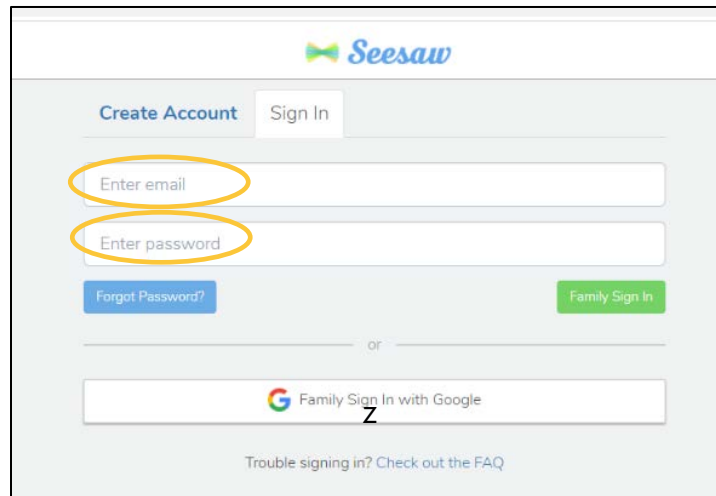 Seesaw
Create Account Sign In
Enter email
Enter password
Forgot Password? Family Sign In
or
G Family Sign In with Google
z
Trouble signing in? Check out the FAQ